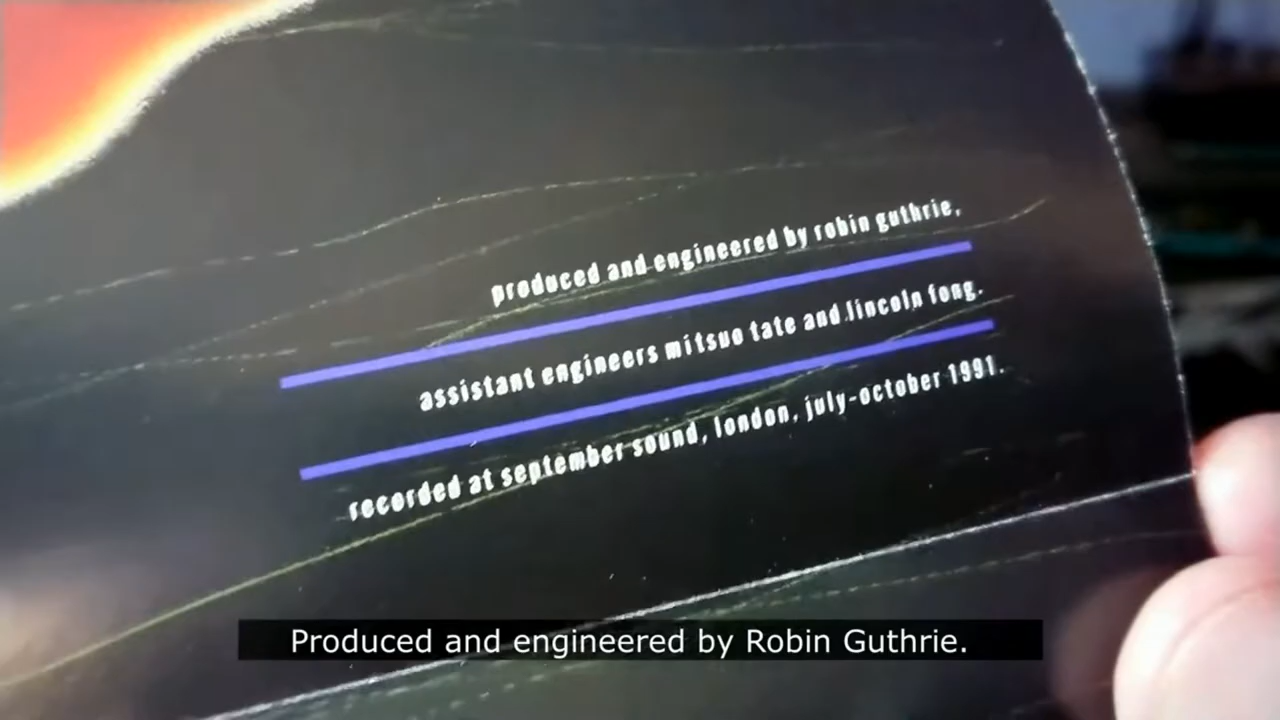 produced and engineered by robin guthrie,
assistant engineers mitsuo tate and lincoln fong.
recorded at september sound, london, july-october 1991.
Produced and engineered by Robin Guthrie.